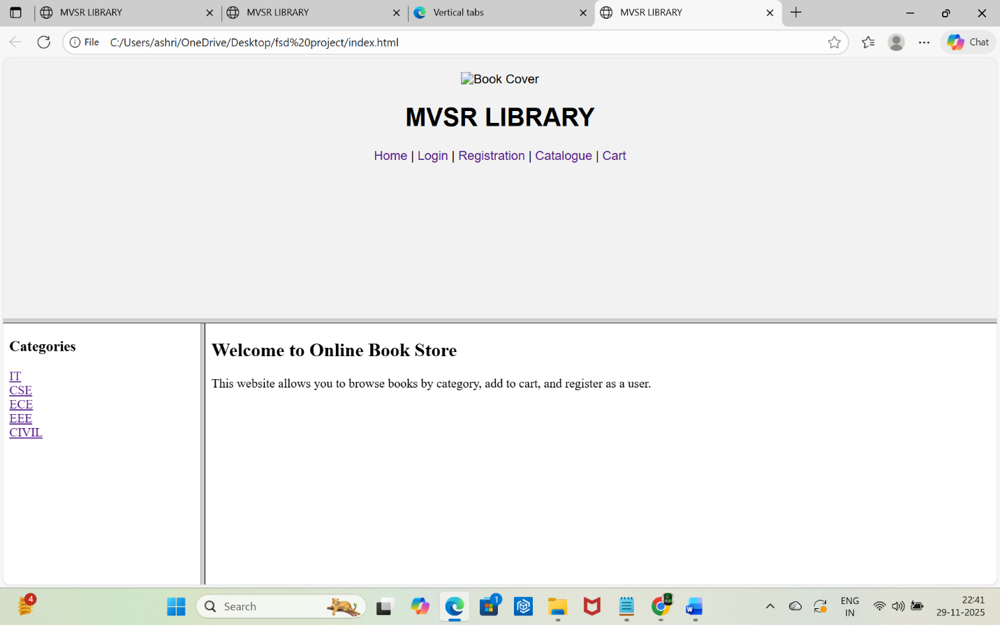 MVSR LIBRARY
MVSR LIBRARY
Vertical tabs
MVSR LIBRARY
File C:/Users/ashri/OneDrive/Desktop/fsd%20project/index.html
Chat
Book Cover
MVSR LIBRARY
Home | Login | Registration | Catalogue | Cart
Categories
IT
CSE
ECE
EEE
CIVIL
Welcome to Online Book Store
This website allows you to browse books by category, add to cart, and register as a user.
4
Search
1
W
ENG
IN
22:41
29-11-2025